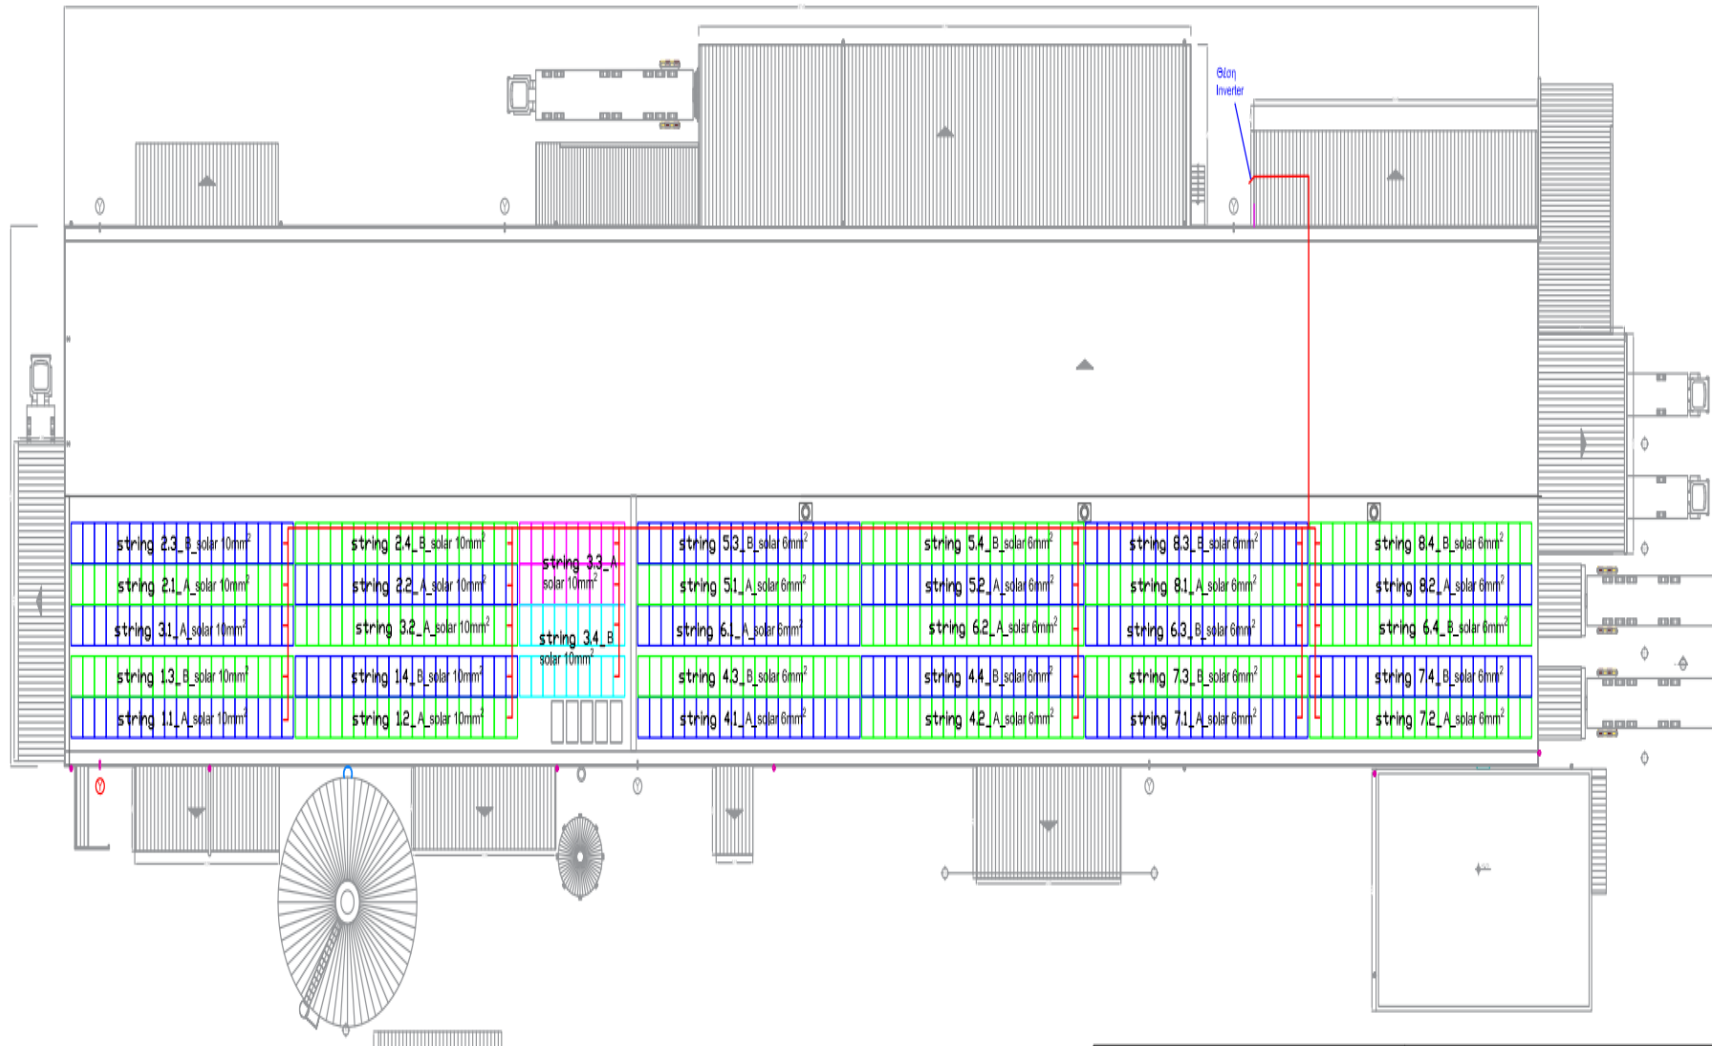 Θέση
Inverter
string 2.3_B_solar 10mm²
string 2.4_B_solar 10mm²
string 3.3_A
solar 10mm²
string 5.3_B_solar 6mm²
string 5.4_B_solar 6mm²
string 8.3_B_solar 6mm²
string 8.4_B_solar 6mm²
string 2.1_A_solar 10mm²
string 2.2_A_solar 10mm²
string 5.1_A_solar 6mm²
string 5.2_A_solar 6mm²
string 8.1_A_solar 6mm²
string 8.2_A_solar 6mm²
string 3.1_A_solar 10mm²
string 3.2_A_solar 10mm²
string 3.4_B
solar 10mm²
string 6.1_A_solar 6mm²
string 6.2_A_solar 6mm²
string 6.3_B_solar 6mm²
string 6.4_B_solar 6mm²
string 1.3_B_solar 10mm²
string 1.4_B_solar 10mm²
string 4.3_B_solar 6mm²
string 4.4_B_solar 6mm²
string 7.3_B_solar 6mm²
string 7.4_B_solar 6mm²
string 1.1_A_solar 10mm²
string 1.2_A_solar 10mm²
string 4.1_A_solar 6mm²
string 4.2_A_solar 6mm²
string 7.1_A_solar 6mm²
string 7.2_A_solar 6mm²